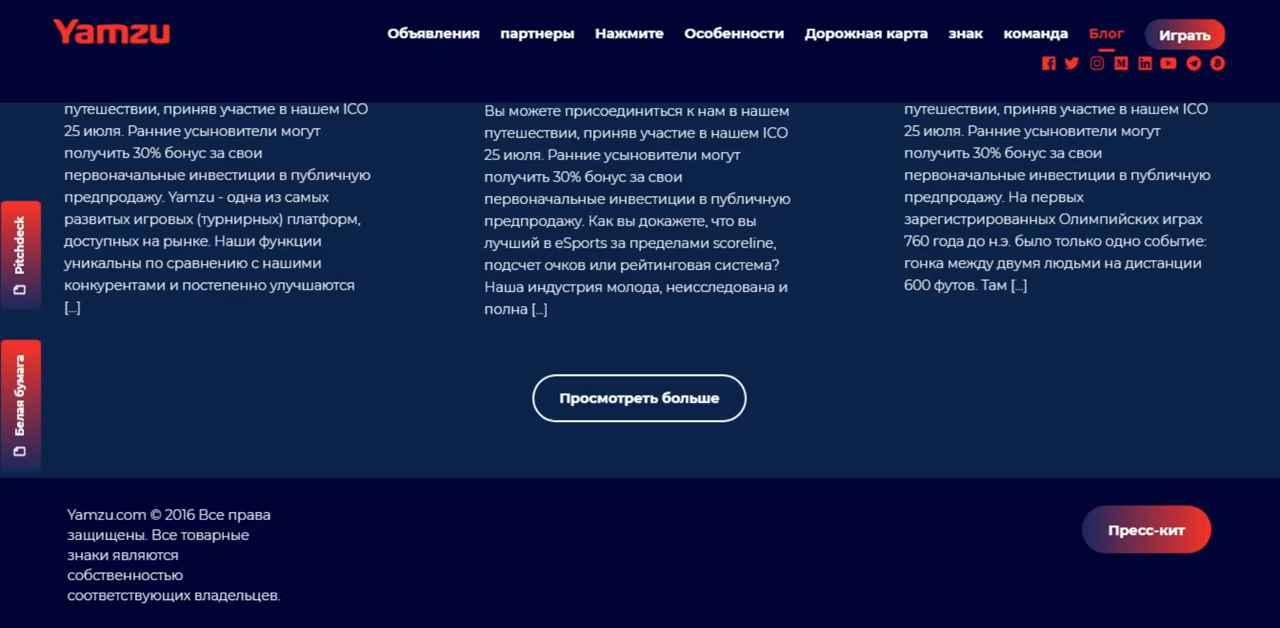 Yamzu
Объявления партнеры Нажмите Особенности Дорожная карта знак команда Блог Играть
путешествии, приняв участие в нашем ICO
25 июля. Ранние усыновители могут
получить 30% бонус за свои
первоначальные инвестиции в публичную
предпродажу. Yamzu - одна из самых
развитых игровых (турнирных) платформ,
доступных на рынке. Наши функции
уникальны по сравнению с нашими
конкурентами и постепенно улучшаются
[...]
Вы можете присоединиться к нам в нашем
путешествии, приняв участие в нашем ICO
25 июля. Ранние усыновители могут
получить 30% бонус за свои
первоначальные инвестиции в публичную
предпродажу. Как вы докажете, что вы
лучший в eSports за пределами scoreline,
подсчет очков или рейтинговая система?
Наша индустрия молода, неисследована и
полна [...]
путешествии, приняв участие в нашем ICO
25 июля. Ранние усыновители могут
получить 30% бонус за свои
первоначальные инвестиции в публичную
предпродажу. На первых
зарегистрированных Олимпийских играх
760 года до н.э. было только одно событие:
гонка между двумя людьми на дистанции
600 футов. Там [...]
Pitchdeck
Белая бумага
Просмотреть больше
Yamzu.com © 2016 Все права
защищены. Все товарные
знаки являются
собственностью
соответствующих владельцев.
Пресс-кит